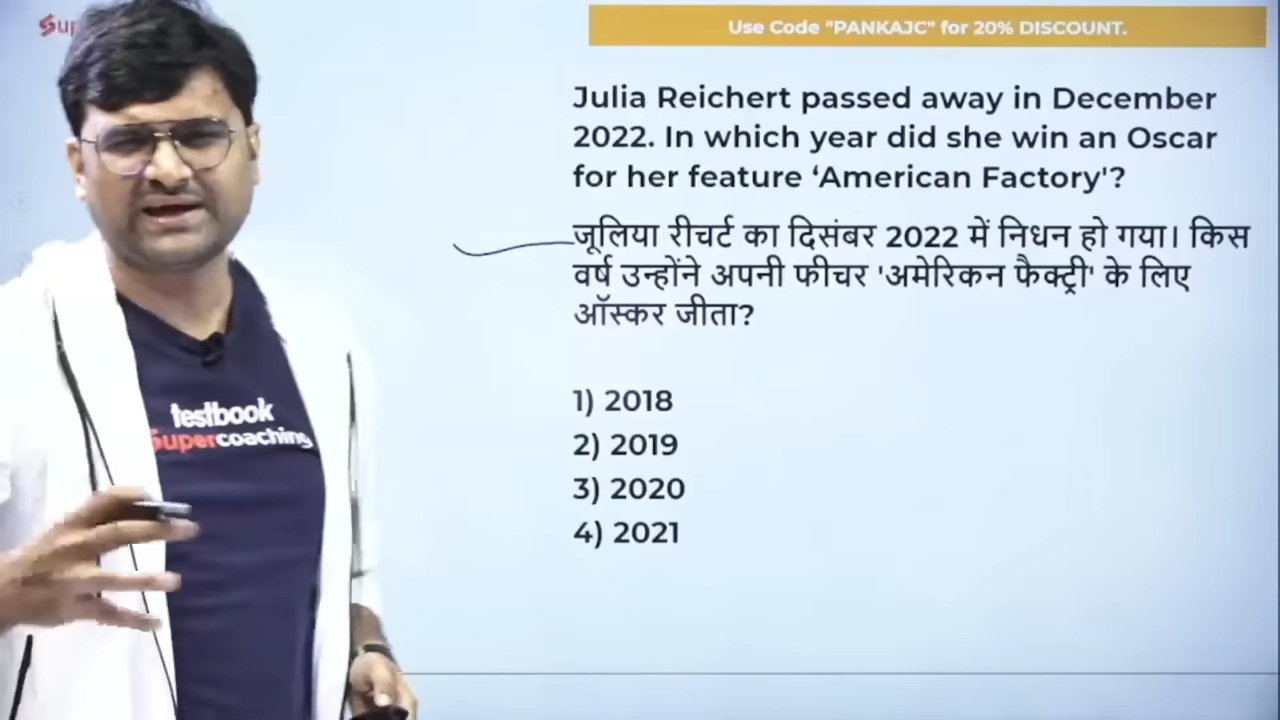 Sup
Use Code "PANKAJC" for 20% DISCOUNT.
Julia Reichert passed away in December
2022. In which year did she win an Oscar
for her feature ‘American Factory'?
जूलिया रीचर्ट का दिसंबर 2022 में निधन हो गया। किस
वर्ष उन्होंने अपनी फीचर 'अमेरिकन फैक्ट्री' के लिए
ऑस्कर जीता?
1) 2018
2) 2019
3) 2020
4) 2021
testbook
Supercoaching